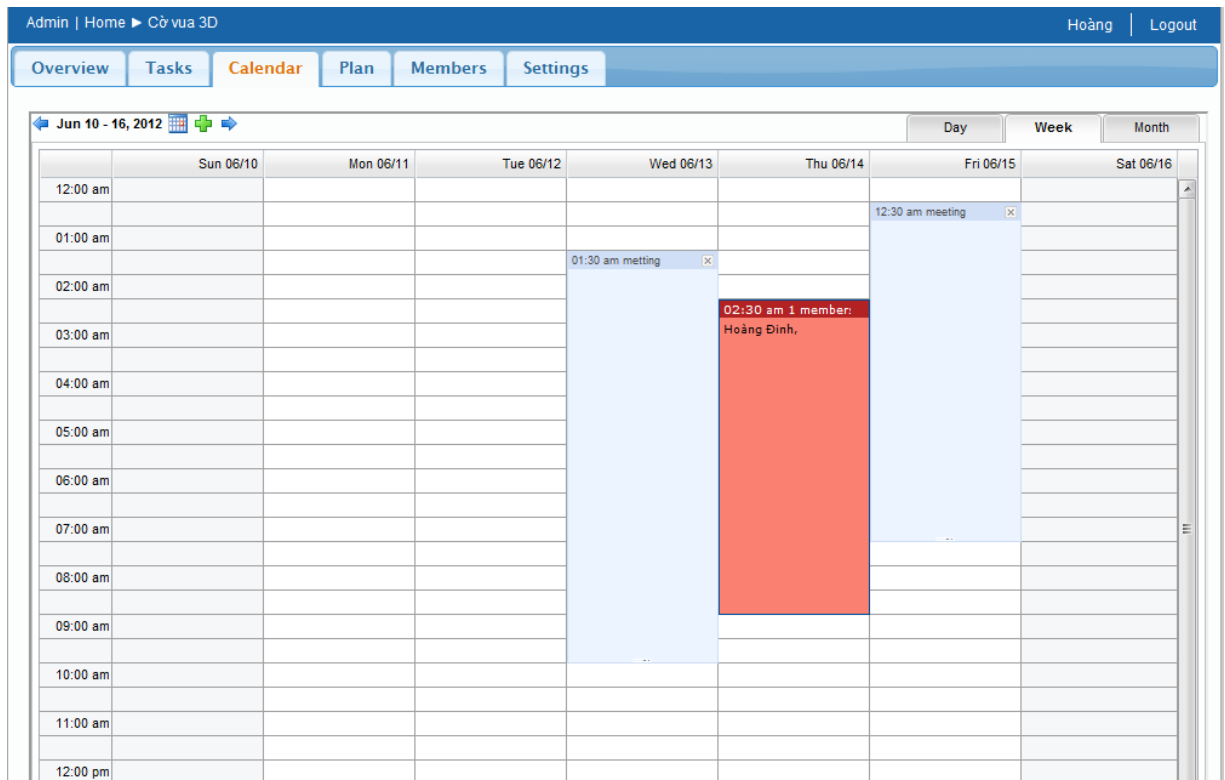 Admin | Home ► Cờ vua 3D
Hoàng | Logout
Overview Tasks Calendar Plan Members Settings
Jun 10 - 16, 2012
Day Week Month
Sun 06/10 Mon 06/11 Tue 06/12 Wed 06/13 Thu 06/14 Fri 06/15 Sat 06/16
12:00 am
12:30 am meeting
01:00 am
01:30 am metting
02:00 am
02:30 am 1 member:
Hoàng Đình,
03:00 am
04:00 am
05:00 am
06:00 am
07:00 am
08:00 am
09:00 am
10:00 am
11:00 am
12:00 pm